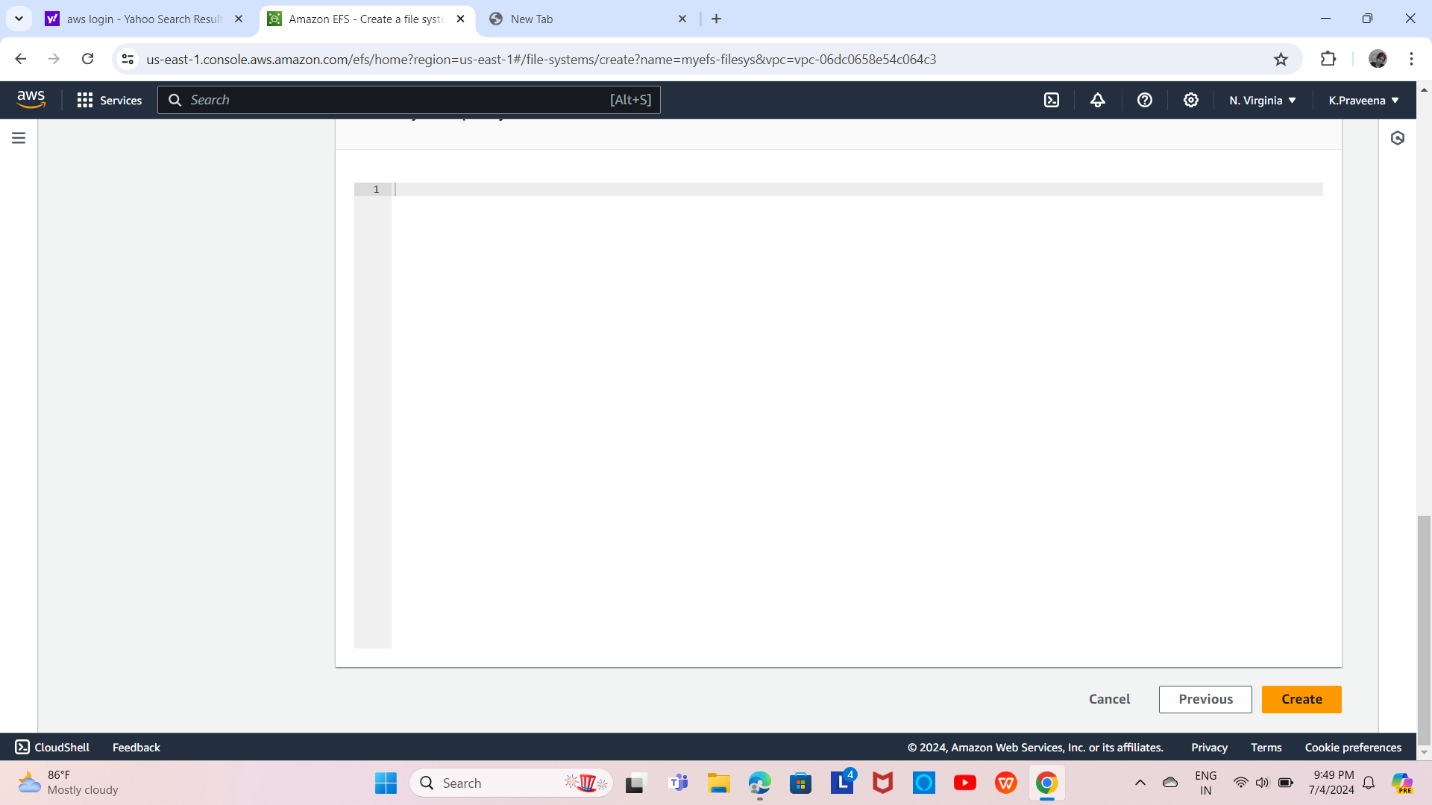 aws login - Yahoo Search Result
Amazon EFS - Create a file syste
New Tab
us-east-1.console.aws.amazon.com/efs/home?region=us-east-1#/file-systems/create?name=myefs-filesys&vpc=vpc-06dc0658e54c064c3
aws
Services
Search
[Alt+S]
N. Virginia
K.Praveena
1
Cancel
Previous
Create
CloudShell
Feedback
© 2024, Amazon Web Services, Inc. or its affiliates.
Privacy
Terms
Cookie preferences
86°F
Mostly cloudy
Search
4
ENG
IN
9:49 PM
7/4/2024
PRE